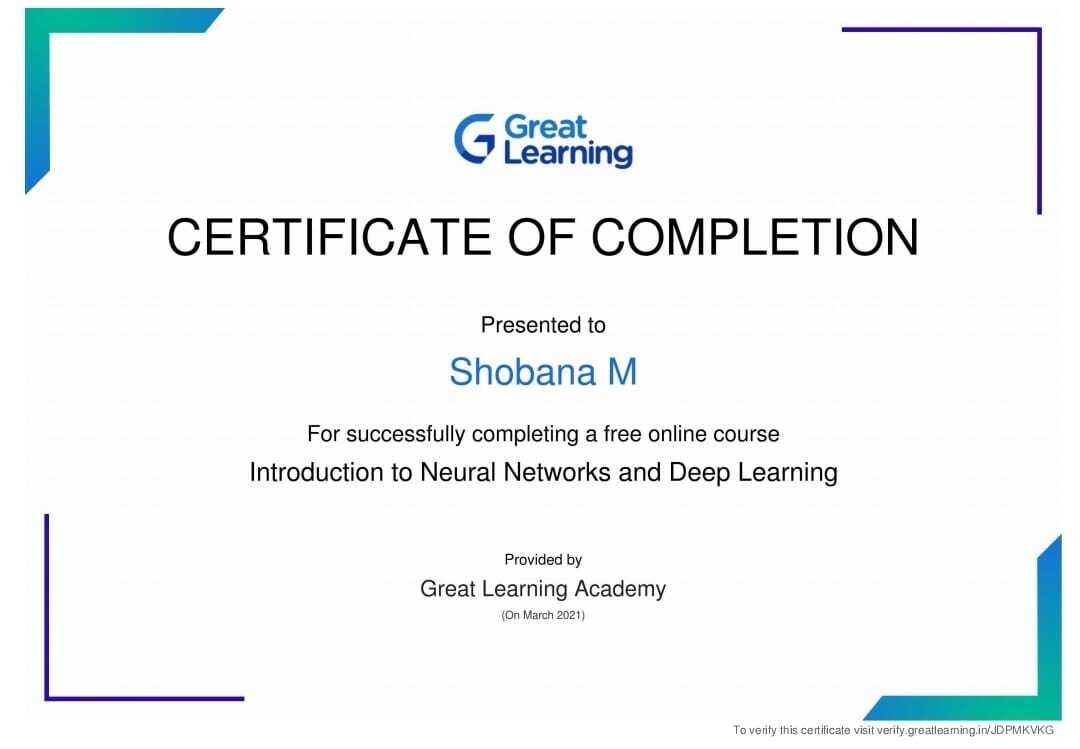 Great
Learning
CERTIFICATE OF COMPLETION
Presented to
Shobana M
For successfully completing a free online course
Introduction to Neural Networks and Deep Learning
Provided by
Great Learning Academy
(On March 2021)
To verify this certificate visit verify.greatlearning.in/JDPMKVKG